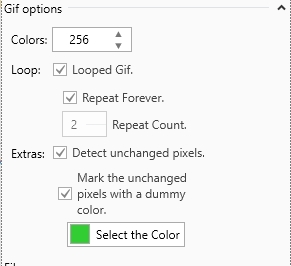 Gif options
Colors: 256
Loop: Looped Gif.
Repeat Forever.
2 Repeat Count.
Extras: Detect unchanged pixels.
Mark the unchanged
pixels with a dummy
color.
Select the Color